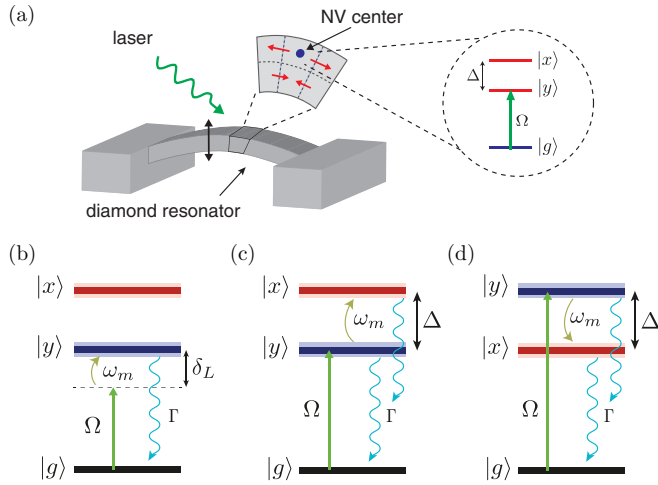 (a)
NV center
laser
diamond resonator
|x⟩
Δ
|y⟩
Ω
|g⟩
(b)
|x⟩
|y⟩
ω_m
δ_L
Ω
Γ
|g⟩
(c)
|x⟩
ω_m
Δ
|y⟩
Ω
Γ
|g⟩
(d)
|y⟩
ω_m
Δ
|x⟩
Ω
Γ
|g⟩